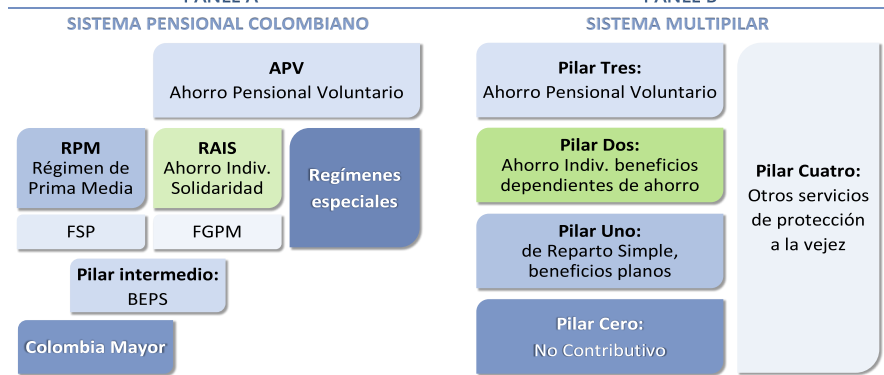 SISTEMA PENSIONAL COLOMBIANO
APV
Ahorro Pensional Voluntario
RPM
Régimen de
Prima Media
RAIS
Ahorro Indiv.
Solidaridad
Regímenes
especiales
FSP
FGPM
Pilar intermedio:
BEPS
Colombia Mayor
SISTEMA MULTIPILAR
Pilar Tres:
Ahorro Pensional Voluntario
Pilar Dos:
Ahorro Indiv. beneficios
dependientes de ahorro
Pilar Uno:
de Reparto Simple,
beneficios planos
Pilar Cero:
No Contributivo
Pilar Cuatro:
Otros servicios
de protección
a la vejez